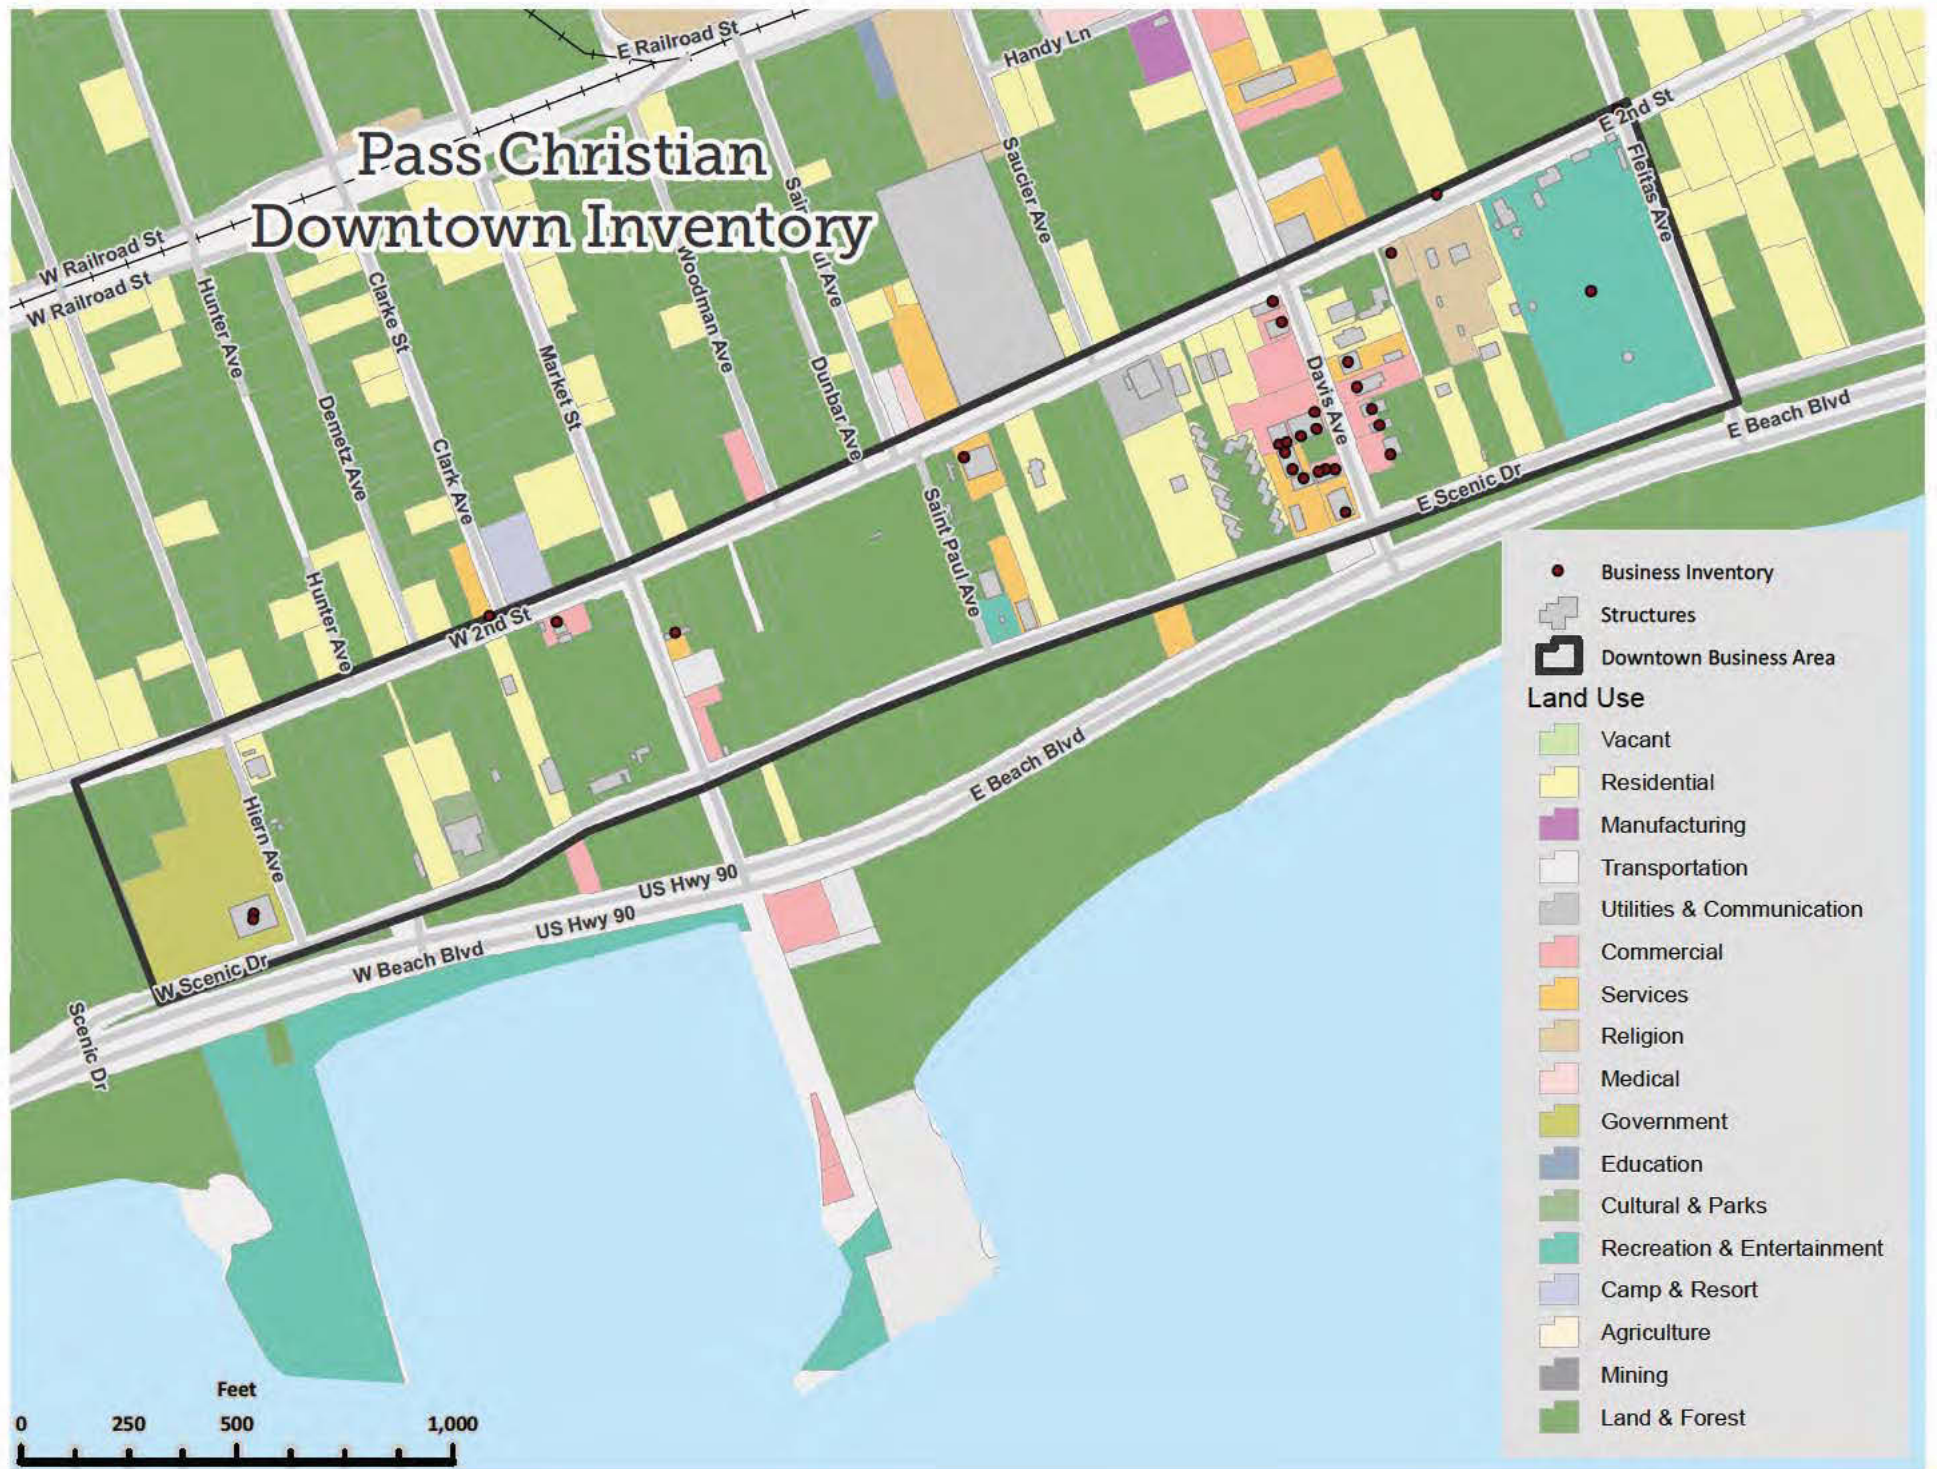 Pass Christian
Downtown Inventory
E Railroad St
Handy Ln
E 2nd St
Fleitas Ave
Saucier Ave
W Railroad St
W Railroad St
Hunter Ave
Clarke St
Woodman Ave
Demetz Ave
Market St
Dunbar Ave
Davis Ave
Clark Ave
E Beach Blvd
E Scenic Dr
Saint Paul Ave
Hunter Ave
W 2nd St
E Beach Blvd
Hiern Ave
US Hwy 90
US Hwy 90
W Beach Blvd
W Scenic Dr
Scenic Dr
Business Inventory
Structures
Downtown Business Area
Land Use
Vacant
Residential
Manufacturing
Transportation
Utilities & Communication
Commercial
Services
Religion
Medical
Government
Education
Cultural & Parks
Recreation & Entertainment
Camp & Resort
Agriculture
Mining
Land & Forest
Feet
0 250 500 1,000